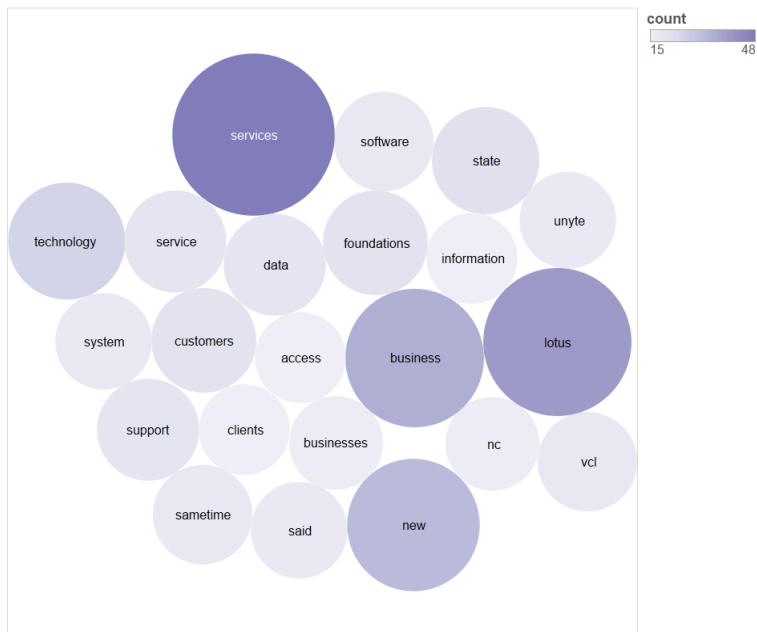 count
15 48
services
software
state
unyte
technology
service
data
foundations
information
system
customers
access
business
lotus
support
clients
businesses
nc
vcl
sametime
said
new